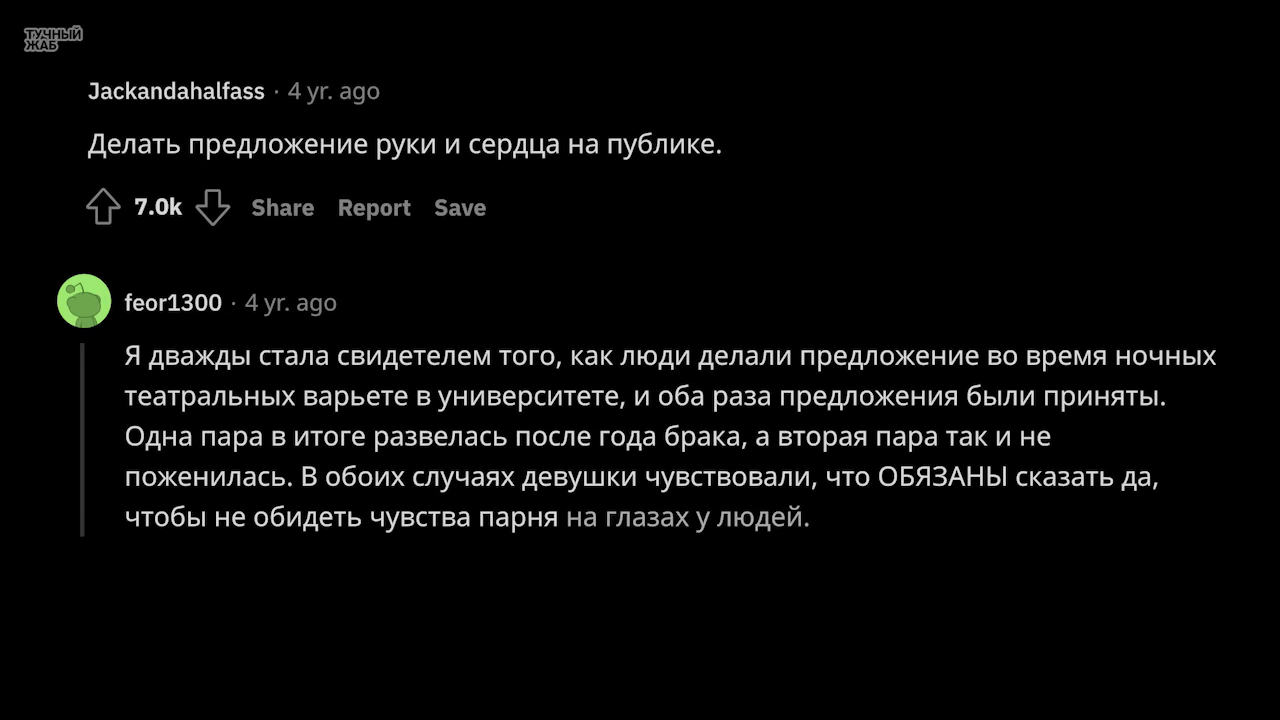 ТУЧНЫЙ
ЖАБ
Jackandahalfass · 4 yr. ago
Делать предложение руки и сердца на публике.
7.0k Share Report Save
feor1300 · 4 yr. ago
Я дважды стала свидетелем того, как люди делали предложение во время ночных
театральных варьете в университете, и оба раза предложения были приняты.
Одна пара в итоге развелась после года брака, а вторая пара так и не
поженилась. В обоих случаях девушки чувствовали, что ОБЯЗАНЫ сказать да,
чтобы не обидеть чувства парня на глазах у людей.